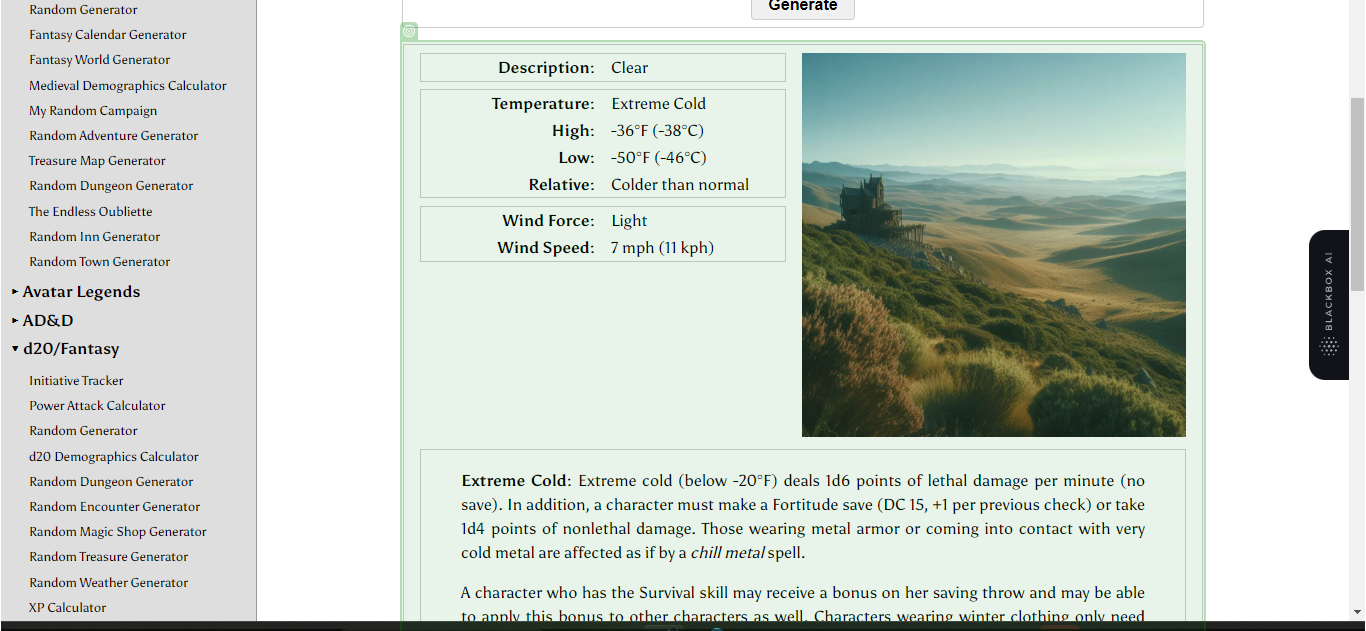 Random Generator
Fantasy Calendar Generator
Fantasy World Generator
Medieval Demographics Calculator
My Random Campaign
Random Adventure Generator
Treasure Map Generator
Random Dungeon Generator
The Endless Oubliette
Random Inn Generator
Random Town Generator
Avatar Legends
AD&D
d20/Fantasy
Initiative Tracker
Power Attack Calculator
Random Generator
d20 Demographics Calculator
Random Dungeon Generator
Random Encounter Generator
Random Magic Shop Generator
Random Treasure Generator
Random Weather Generator
XP Calculator
Generate
Description: Clear
Temperature: Extreme Cold
High: -36°F (-38°C)
Low: -50°F (-46°C)
Relative: Colder than normal
Wind Force: Light
Wind Speed: 7 mph (11 kph)
Extreme Cold: Extreme cold (below -20°F) deals 1d6 points of lethal damage per minute (no
save). In addition, a character must make a Fortitude save (DC 15, +1 per previous check) or take
1d4 points of nonlethal damage. Those wearing metal armor or coming into contact with very
cold metal are affected as if by a chill metal spell.
A character who has the Survival skill may receive a bonus on her saving throw and may be able
to apply this bonus to other characters as well. Characters wearing winter clothing only need
BLACKBOX AI